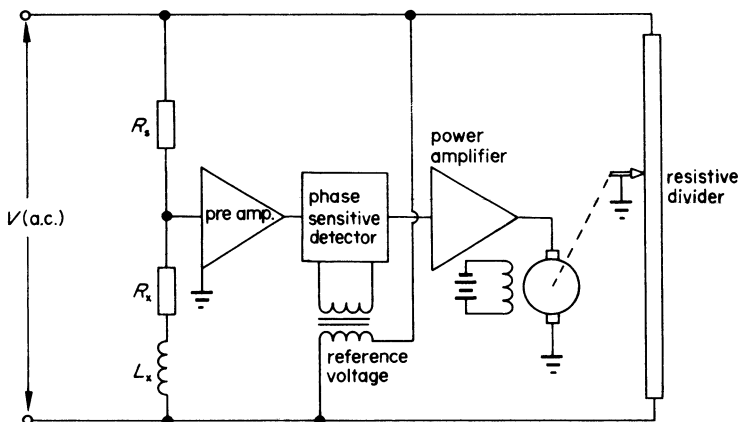 R_s
power
amplifier
phase
sensitive
detector
pre amp.
resistive
divider
V(a.c.)
R_x
L_x
reference
voltage